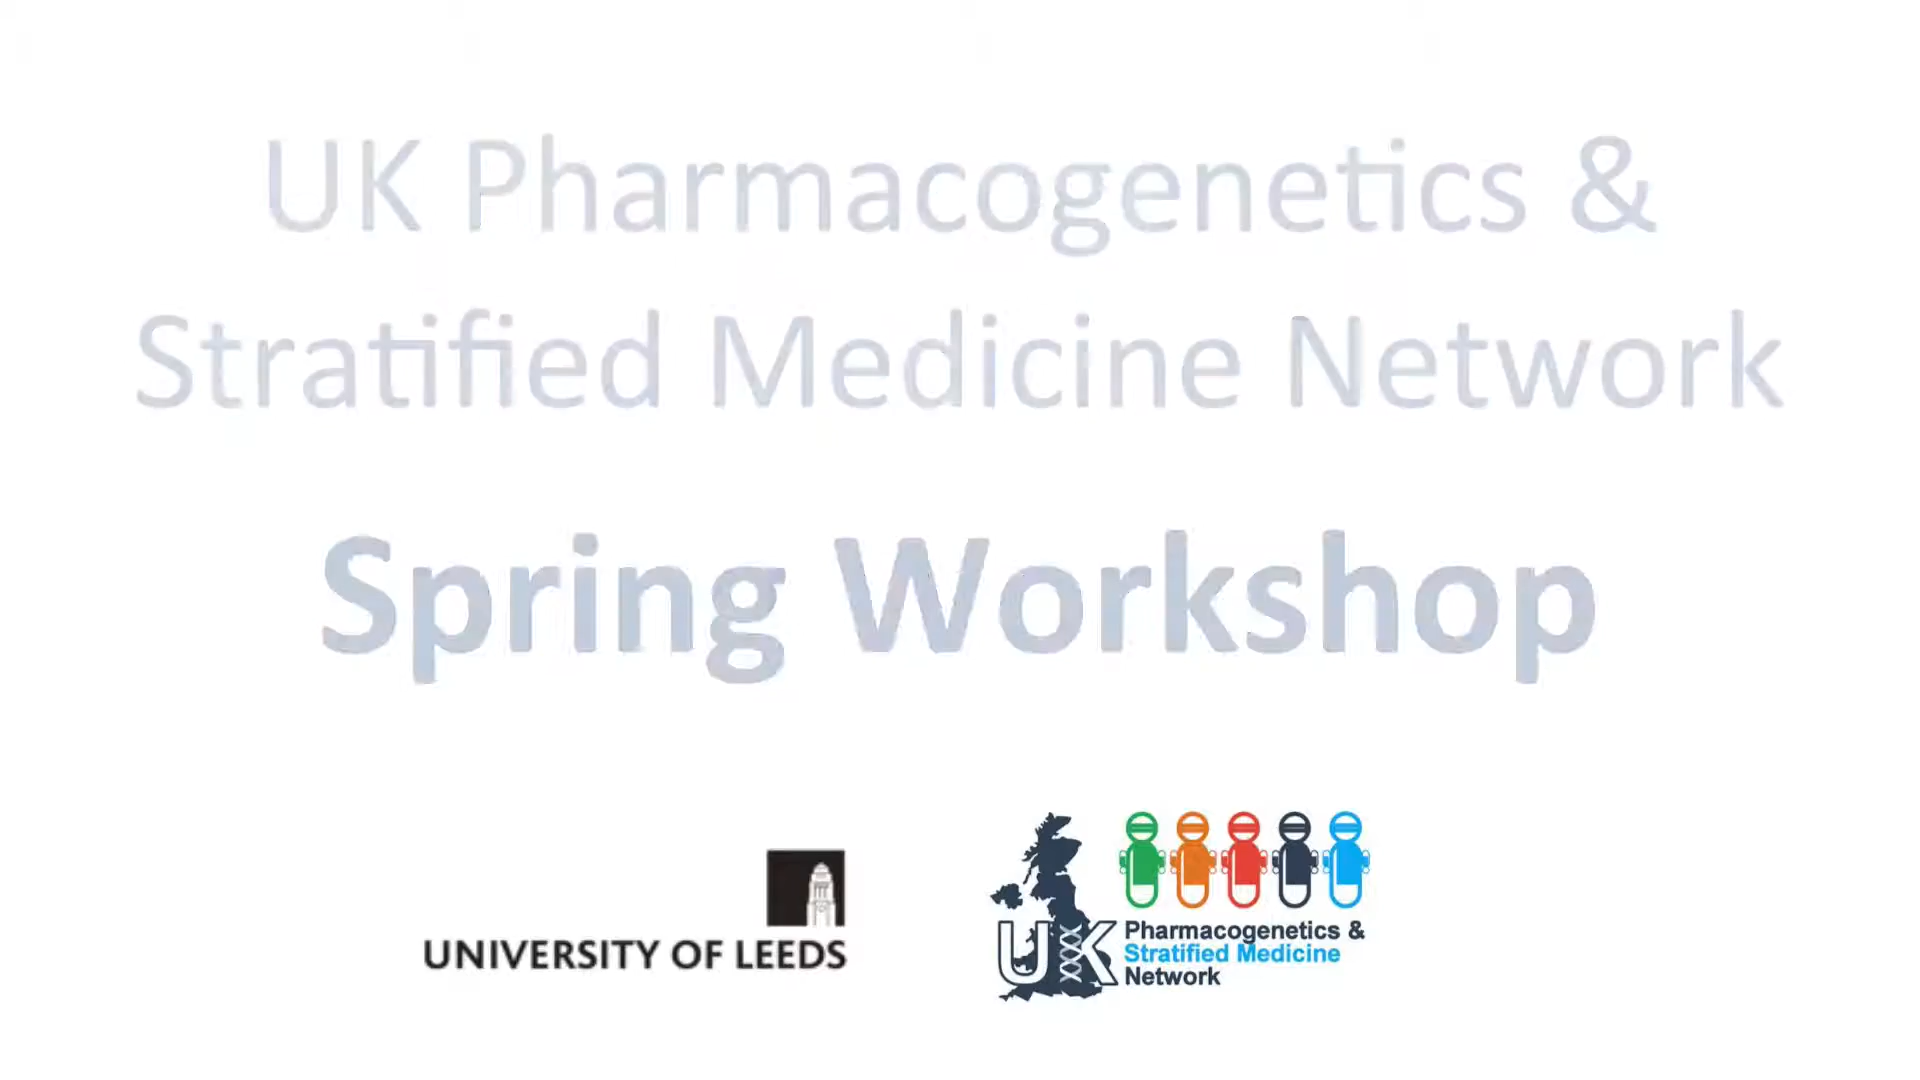 UK Pharmacogenetics &
Stratified Medicine Network
Spring Workshop
UNIVERSITY OF LEEDS
UK
Pharmacogenetics &
Stratified Medicine
Network